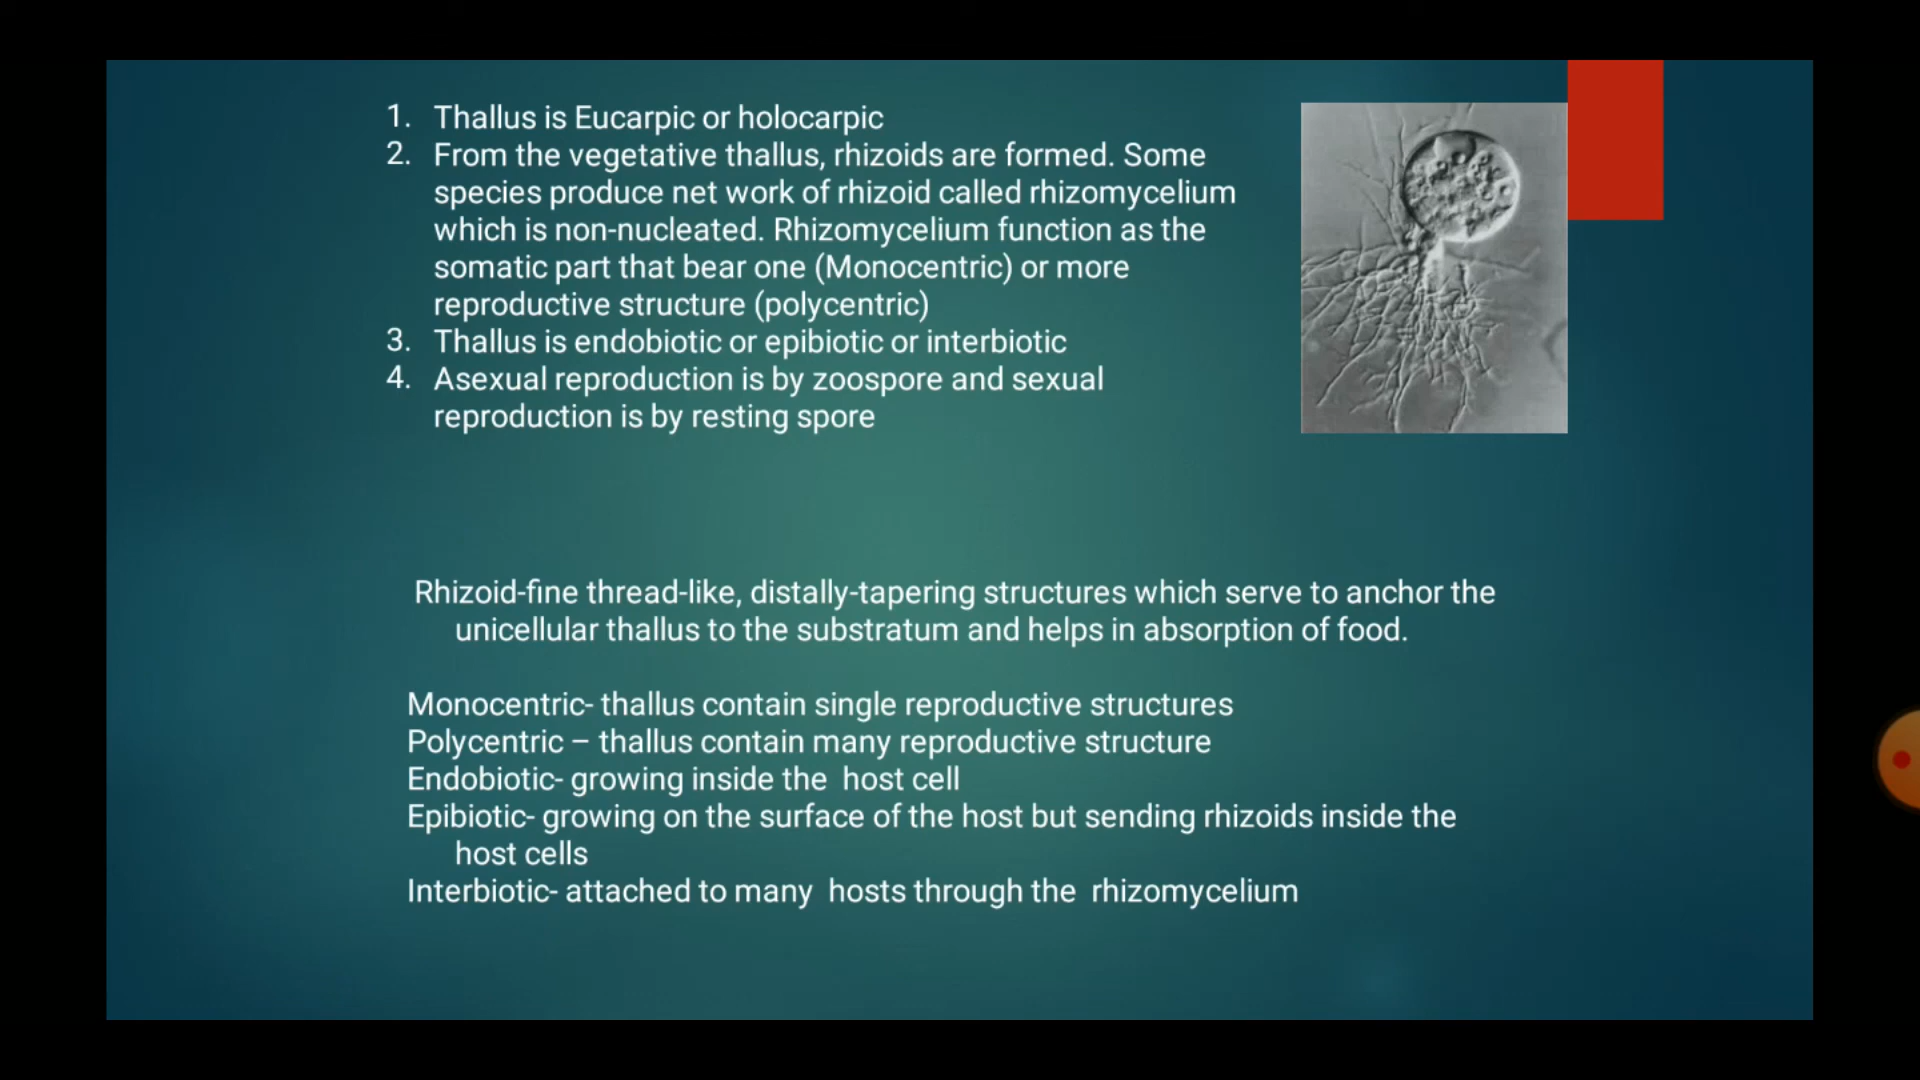 1. Thallus is Eucarpic or holocarpic
2. From the vegetative thallus, rhizoids are formed. Some
species produce net work of rhizoid called rhizomycelium
which is non-nucleated. Rhizomycelium function as the
somatic part that bear one (Monocentric) or more
reproductive structure (polycentric)
3. Thallus is endobiotic or epibiotic or interbiotic
4. Asexual reproduction is by zoospore and sexual
reproduction is by resting spore
Rhizoid-fine thread-like, distally-tapering structures which serve to anchor the
unicellular thallus to the substratum and helps in absorption of food.
Monocentric- thallus contain single reproductive structures
Polycentric – thallus contain many reproductive structure
Endobiotic- growing inside the host cell
Epibiotic- growing on the surface of the host but sending rhizoids inside the
host cells
Interbiotic- attached to many hosts through the rhizomycelium